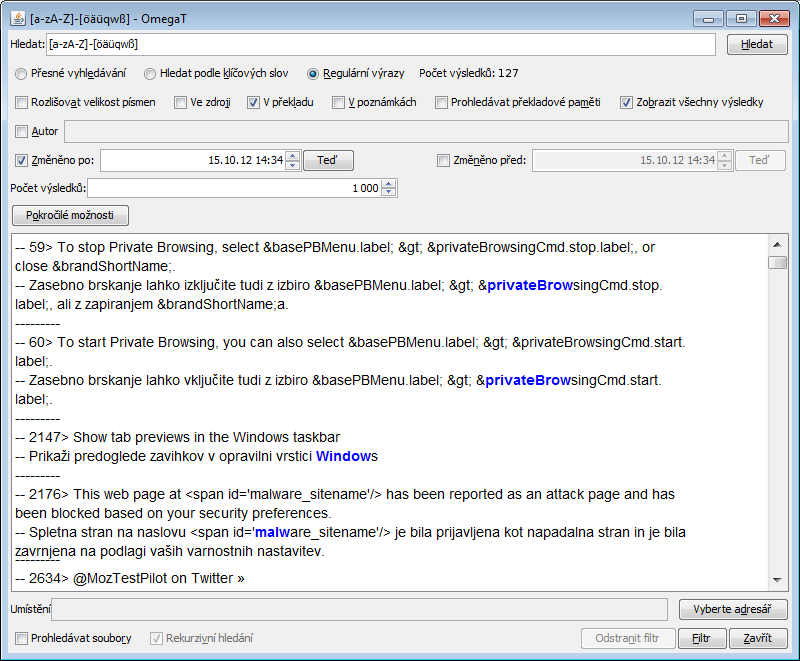 [a-zA-Z]-[öäüqwß] - OmegaT
Hledat: [a-zA-Z]-[öäüqwß] Hledat
Přesné vyhledávání Hledat podle klíčových slov Regulární výrazy Počet výsledků: 127
Rozlišovat velikost písmen Ve zdroji V překladu V poznámkách Prohledávat překladové paměti Zobrazit všechny výsledky
Autor
Změněno po: 15.10.12 14:34 Teď Změněno před: 15.10.12 14:34 Teď
Počet výsledků: 1 000
Pokročilé možnosti
-- 59> To stop Private Browsing, select &basePBMenu.label; &gt; &privateBrowsingCmd.stop.label;, or
close &brandShortName;.
-- Zasebno brskanje lahko izključite tudi z izbiro &basePBMenu.label; &gt; &privateBrowsingCmd.stop.
label;, ali z zapiranjem &brandShortName;a.
---------
-- 60> To start Private Browsing, you can also select &basePBMenu.label; &gt; &privateBrowsingCmd.start.
label;.
-- Zasebno brskanje lahko vključite tudi z izbiro &basePBMenu.label; &gt; &privateBrowsingCmd.start.
label;.
---------
-- 2147> Show tab previews in the Windows taskbar
-- Prikaži predoglede zavihkov v opravilni vrstici Windows
---------
-- 2176> This web page at <span id='malware_sitename'/> has been reported as an attack page and has
been blocked based on your security preferences.
-- Spletna stran na naslovu <span id='malware_sitename'/> je bila prijavljena kot napadalna stran in je bila
zavrnjena na podlagi vaših varnostnih nastavitev.
---------
-- 2634> @MozTestPilot on Twitter »
Umístění Vyberte adresář
Prohledávat soubory Rekurzivní hledání Odstranit filtr Filtr Zavřít